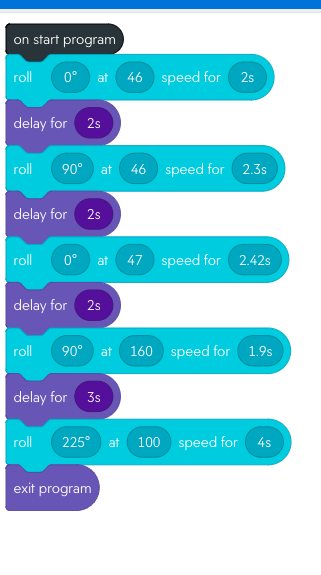 on start program
roll 0° at 46 speed for 2s
delay for 2s
roll 90° at 46 speed for 2.3s
delay for 2s
roll 0° at 47 speed for 2.42s
delay for 2s
roll 90° at 160 speed for 1.9s
delay for 3s
roll 225° at 100 speed for 4s
exit program